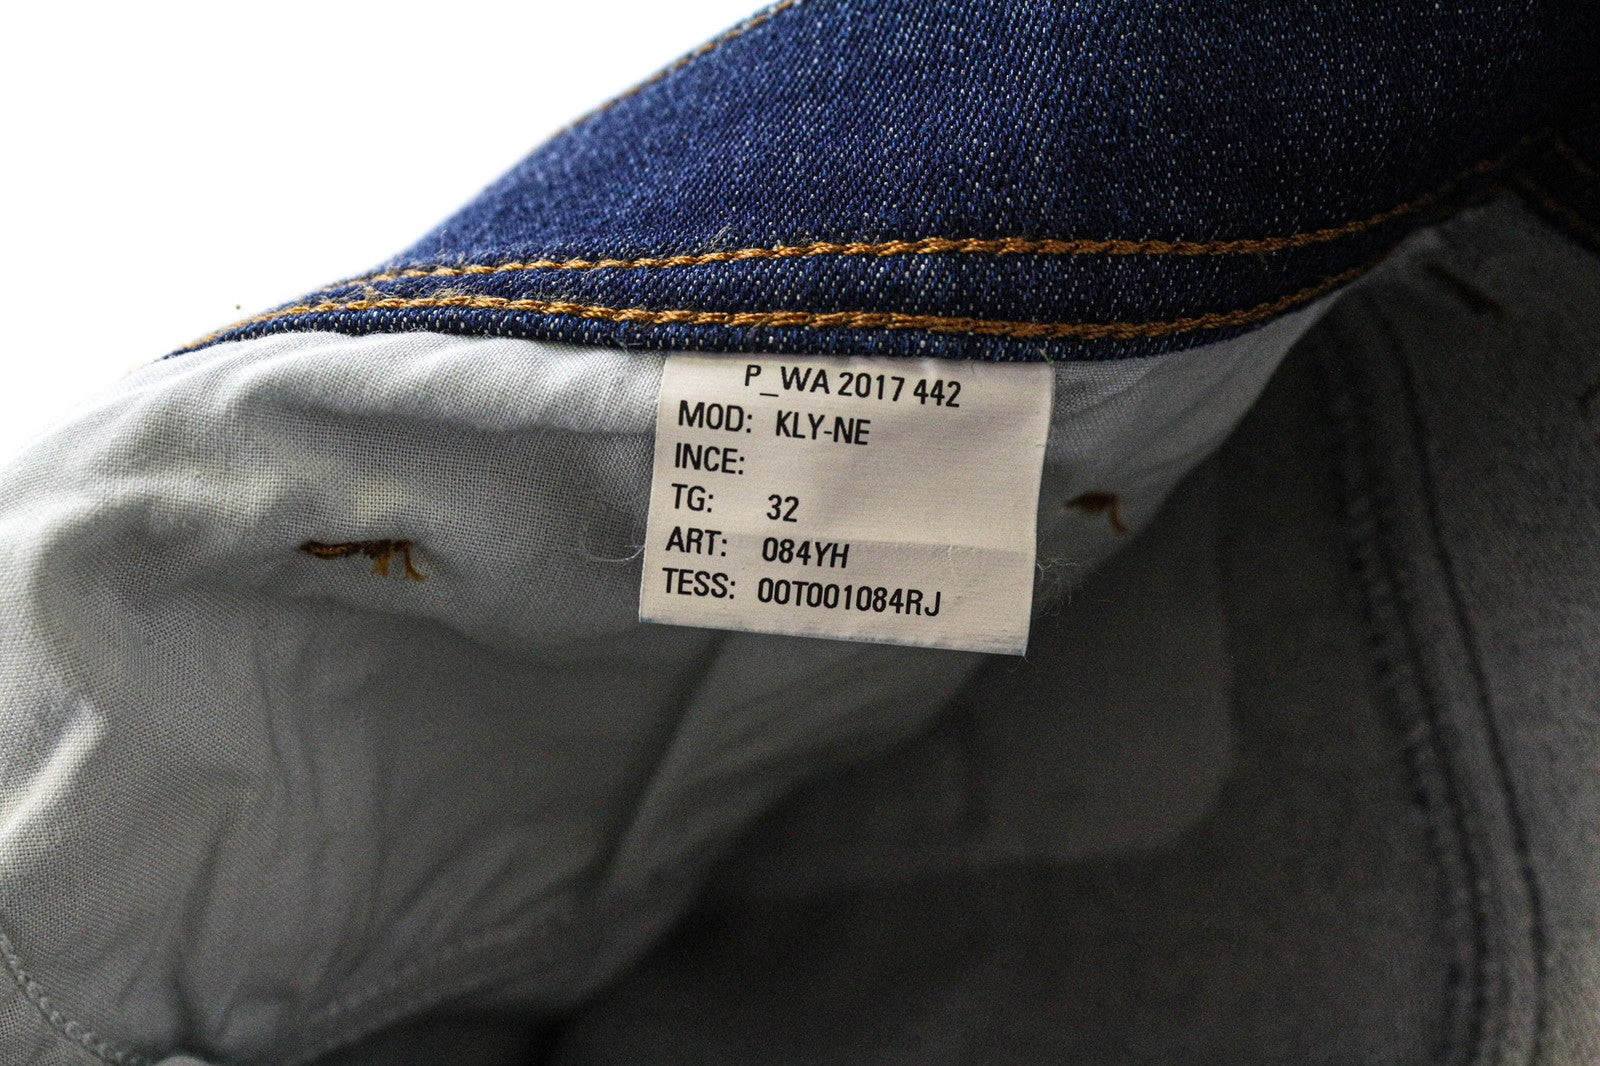 P_WA 2017 442
MOD: KLY-NE
INCE:
TG: 32
ART: 084YH
TESS: 00T001084RJ